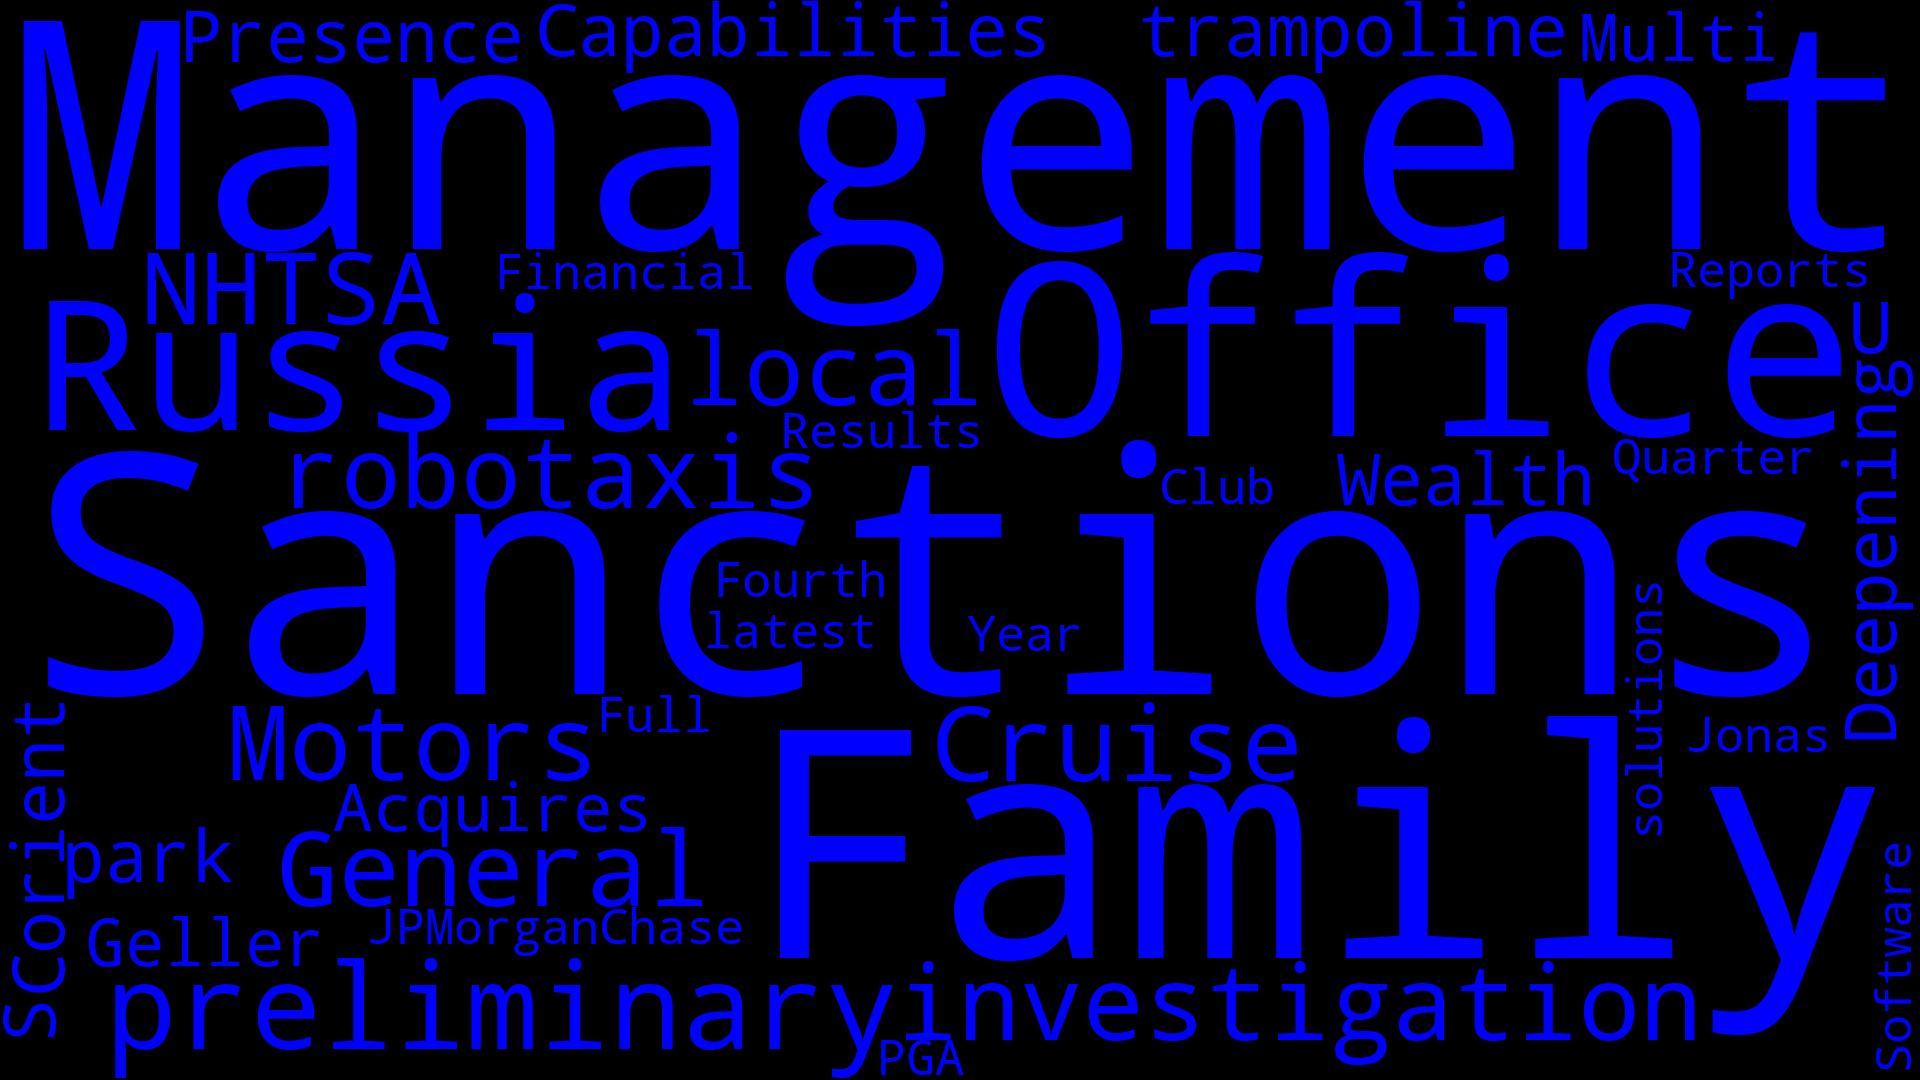 Presence
Capabilities
trampoline
Multi
Management
NHTSA
Financial
Reports
Russia
local
Office
U
Results
robotaxis
Club
Wealth
Quarter
Deepening
Sanctions
Fourth
latest
Year
solutions
SCorient
Motors
Full
Cruise
Jonas
Family
Acquires
park
General
Software
Geller
JPMorganChase
preliminary
investigation
PGA